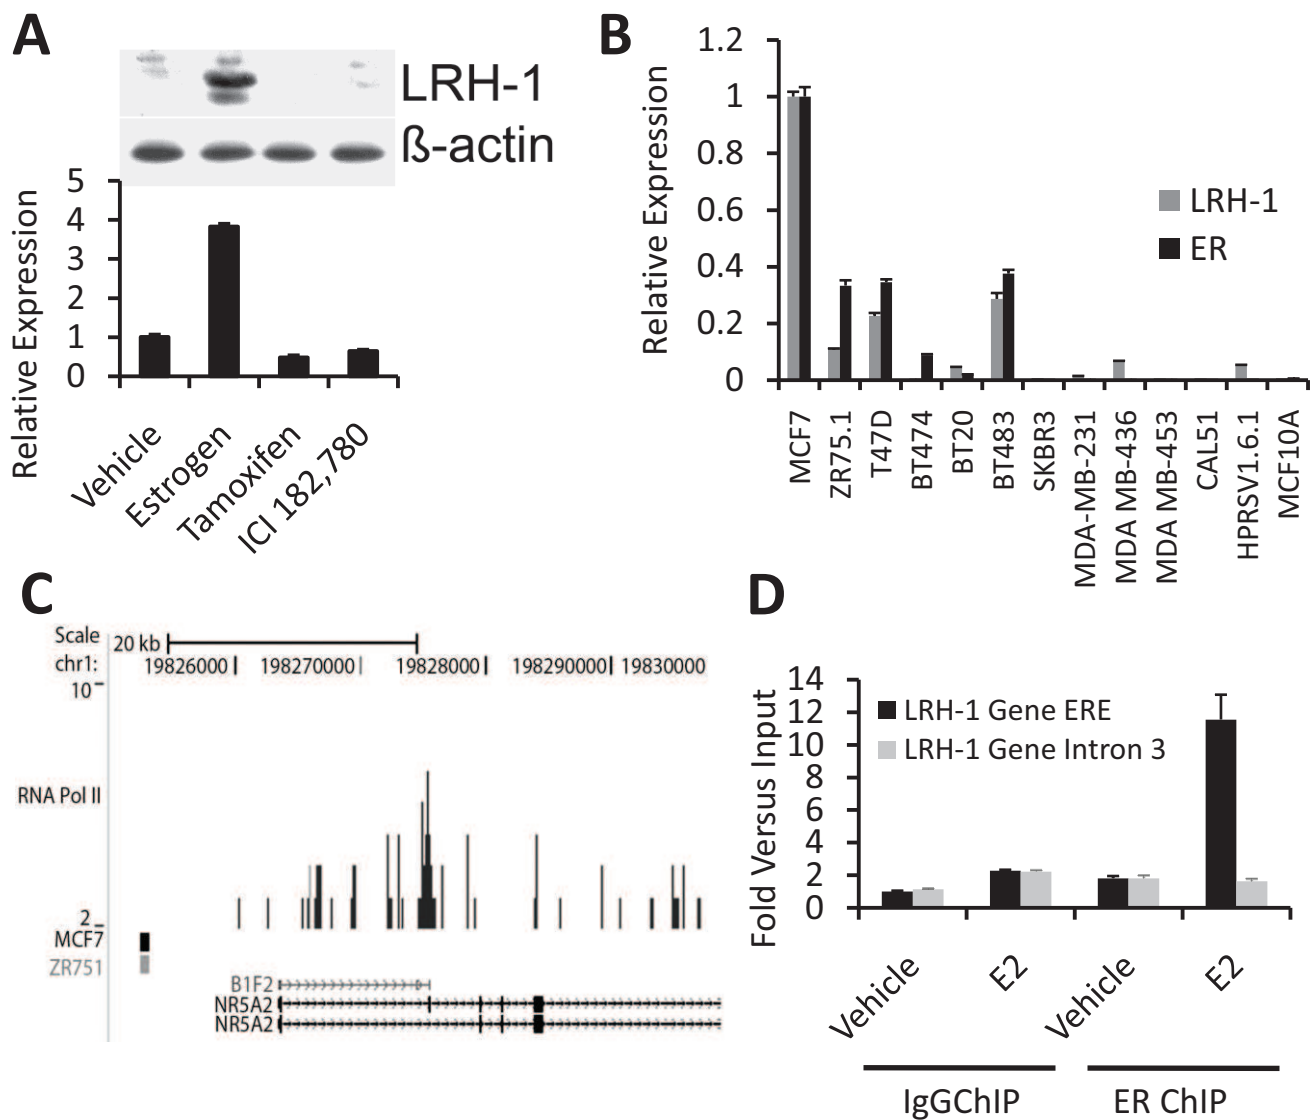 A
LRH-1
ß-actin
Relative Expression
5
4
3
2
1
0
Vehicle
Estrogen
Tamoxifen
ICI 182,780
B
Relative Expression
1.2
1
0.8
0.6
0.4
0.2
0
LRH-1
ER
MCF7
ZR75.1
T47D
BT474
BT20
BT483
SKBR3
MDA-MB-231
MDA MB-436
MDA MB-453
CAL51
HPRSV1.6.1
MCF10A
C
Scale 20 kb
chr1: 19826000 198270000 19828000 198290000 19830000
10
RNA Pol II
2
MCF7
ZR751
B1F2
NR5A2
NR5A2
D
Fold Versus Input
14
12
10
8
6
4
2
0
LRH-1 Gene ERE
LRH-1 Gene Intron 3
Vehicle
E2
Vehicle
E2
IgGChIP
ER ChIP